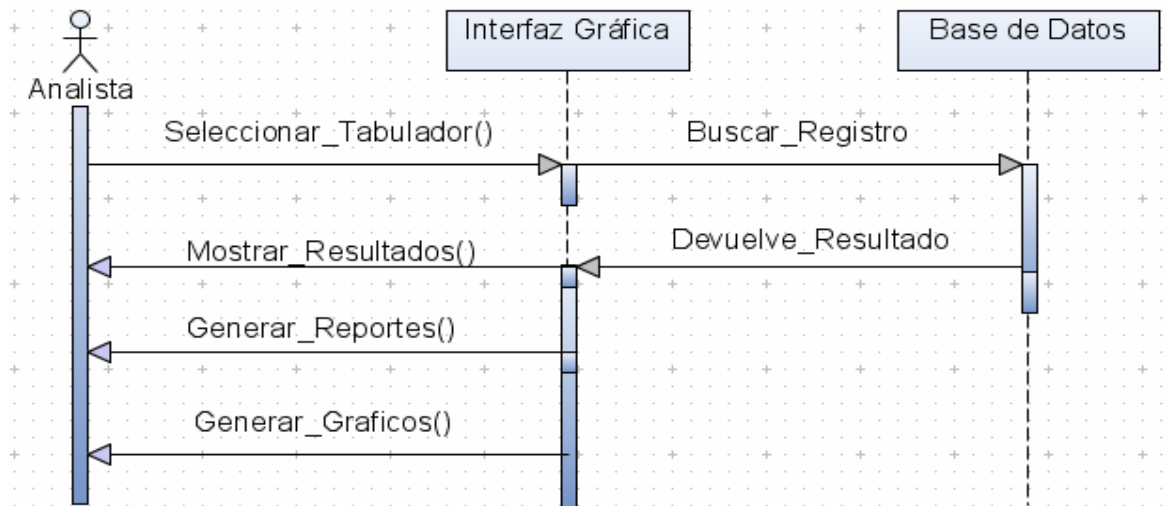 Interfaz Gráfica
Base de Datos
Analista
Seleccionar_Tabulador()
Buscar_Registro
Devuelve_Resultado
Mostrar_Resultados()
Generar_Reportes()
Generar_Graficos()